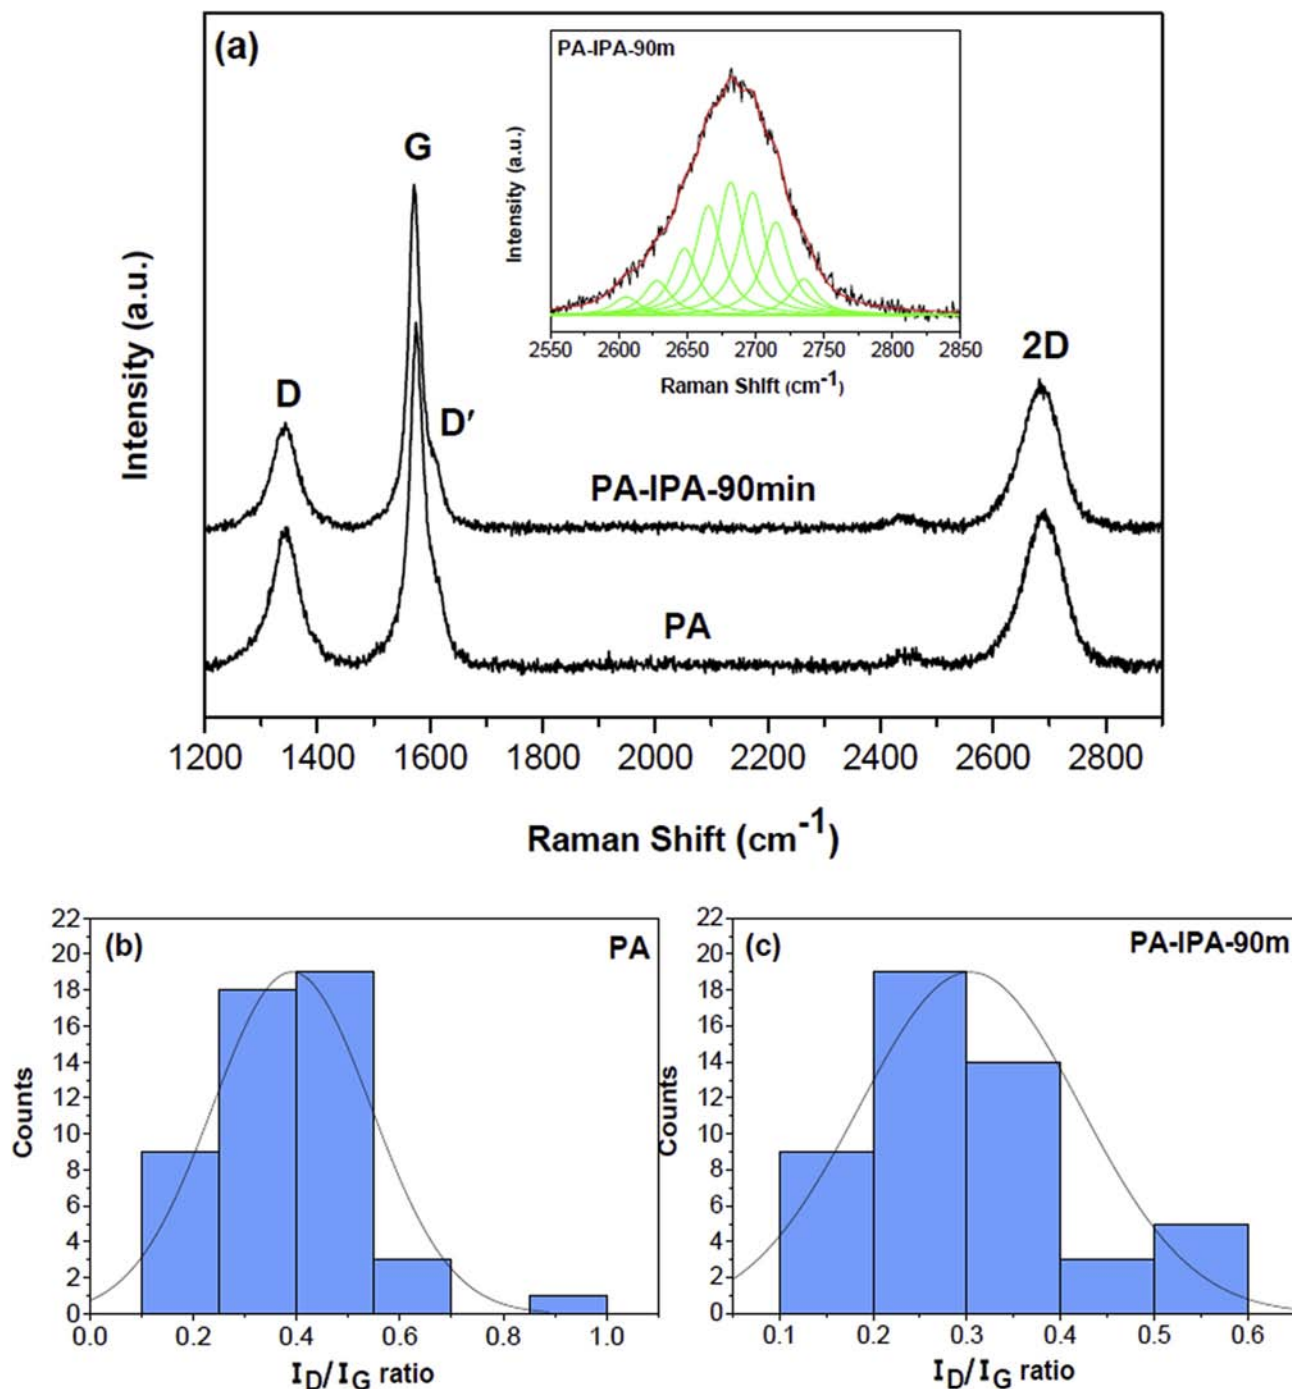 (a)
PA-IPA-90m
Intensity (a.u.)
2550 2600 2650 2700 2750 2800 2850
Raman Shift (cm⁻¹)
G
D
D′
2D
PA-IPA-90min
PA
Intensity (a.u.)
1200 1400 1600 1800 2000 2200 2400 2600 2800
Raman Shift (cm⁻¹)
(b)
PA
Counts
22
20
18
16
14
12
10
8
6
4
2
0
0.0 0.2 0.4 0.6 0.8 1.0
I_D/I_G ratio
(c)
PA-IPA-90m
Counts
22
20
18
16
14
12
10
8
6
4
2
0
0.1 0.2 0.3 0.4 0.5 0.6
I_D/I_G ratio